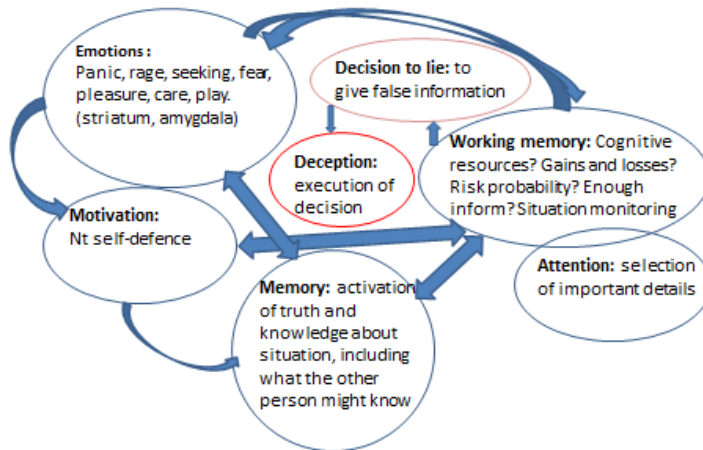 Emotions :
Panic, rage, seeking, fear,
pleasure, care, play.
(striatum, amygdala)
Decision to lie: to
give false information
Deception:
execution of
decision
Working memory: Cognitive
resources? Gains and losses?
Risk probability? Enough
inform? Situation monitoring
Motivation:
Nt self-defence
Attention: selection
of important details
Memory: activation
of truth and
knowledge about
situation, including
what the other
person might know